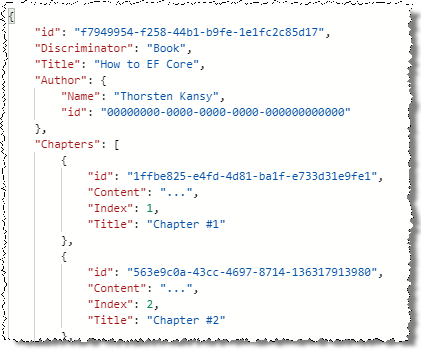 {
"id": "f7949954-f258-44b1-b9fe-1e1fc2c85d17",
"Discriminator": "Book",
"Title": "How to EF Core",
"Author": {
"Name": "Thorsten Kansy",
"id": "00000000-0000-0000-0000-000000000000"
},
"Chapters": [
{
"id": "1ffbe825-e4fd-4d81-ba1f-e733d31e9fe1",
"Content": "...",
"Index": 1,
"Title": "Chapter #1"
},
{
"id": "563e9c0a-43cc-4697-8714-136317913980",
"Content": "...",
"Index": 2,
"Title": "Chapter #2"
}